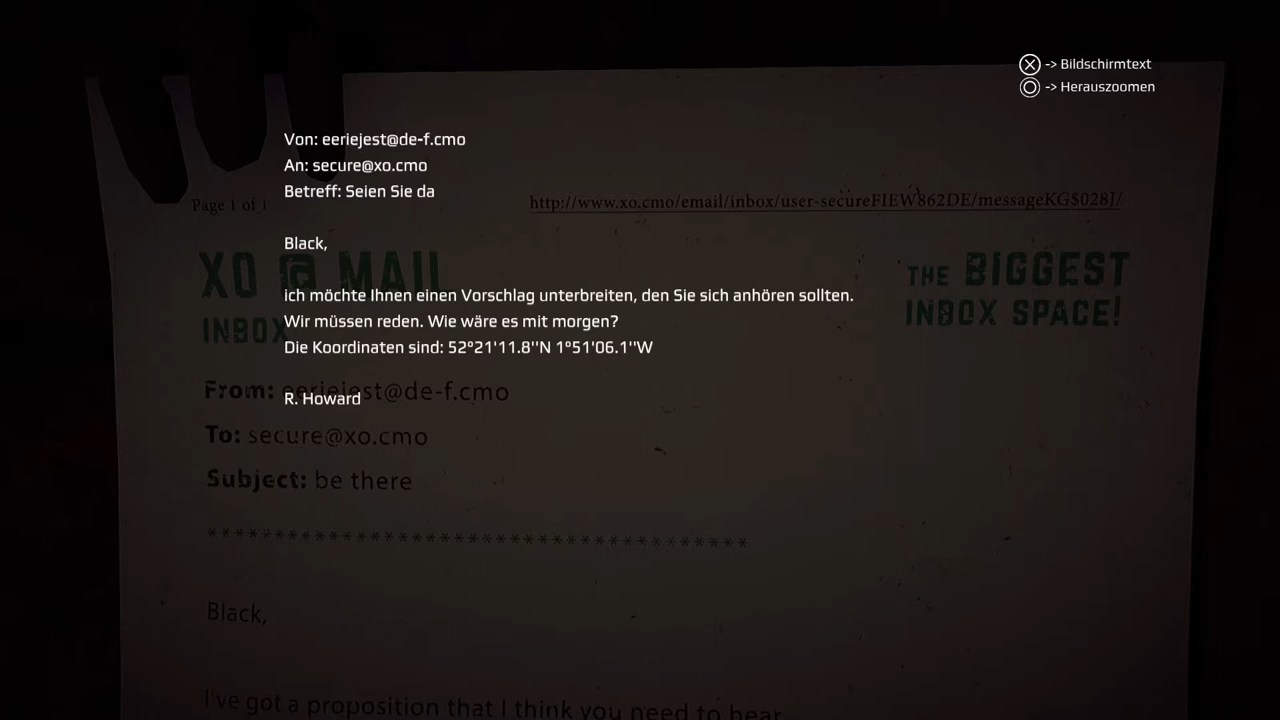 -> Bildschirmtext
-> Herauszoomen
Von: eeriejest@de-f.cmo
An: secure@xo.cmo
Betreff: Seien Sie da
Black,
ich möchte Ihnen einen Vorschlag unterbreiten, den Sie sich anhören sollten.
Wir müssen reden. Wie wäre es mit morgen?
Die Koordinaten sind: 52º21'11.8''N 1º51'06.1''W
R. Howard
Page 1 of 1
http://www.xo.cmo/email/inbox/user-secureFIEW862DE/messageKG$028J/
XO @ MAIL
INBOX
THE BIGGEST
INBOX SPACE!
From: eeriejest@de-f.cmo
To: secure@xo.cmo
Subject: be there
****************************************
Black,
I've got a proposition that I think you need to hear